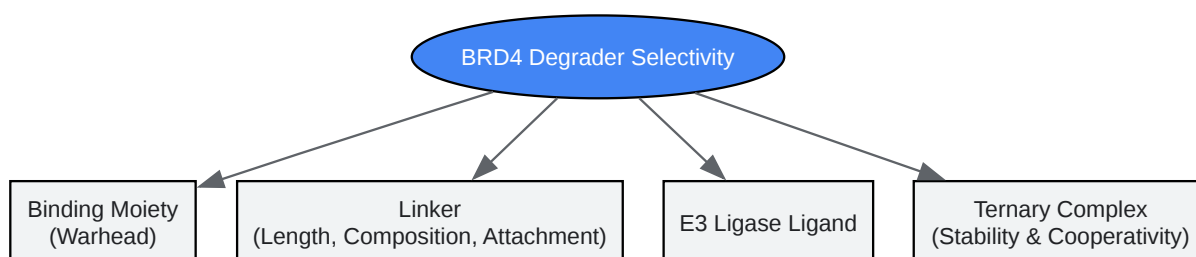 BRD4 Degrader Selectivity
Binding Moiety
(Warhead)
Linker
(Length, Composition, Attachment)
E3 Ligase Ligand
Ternary Complex
(Stability & Cooperativity)